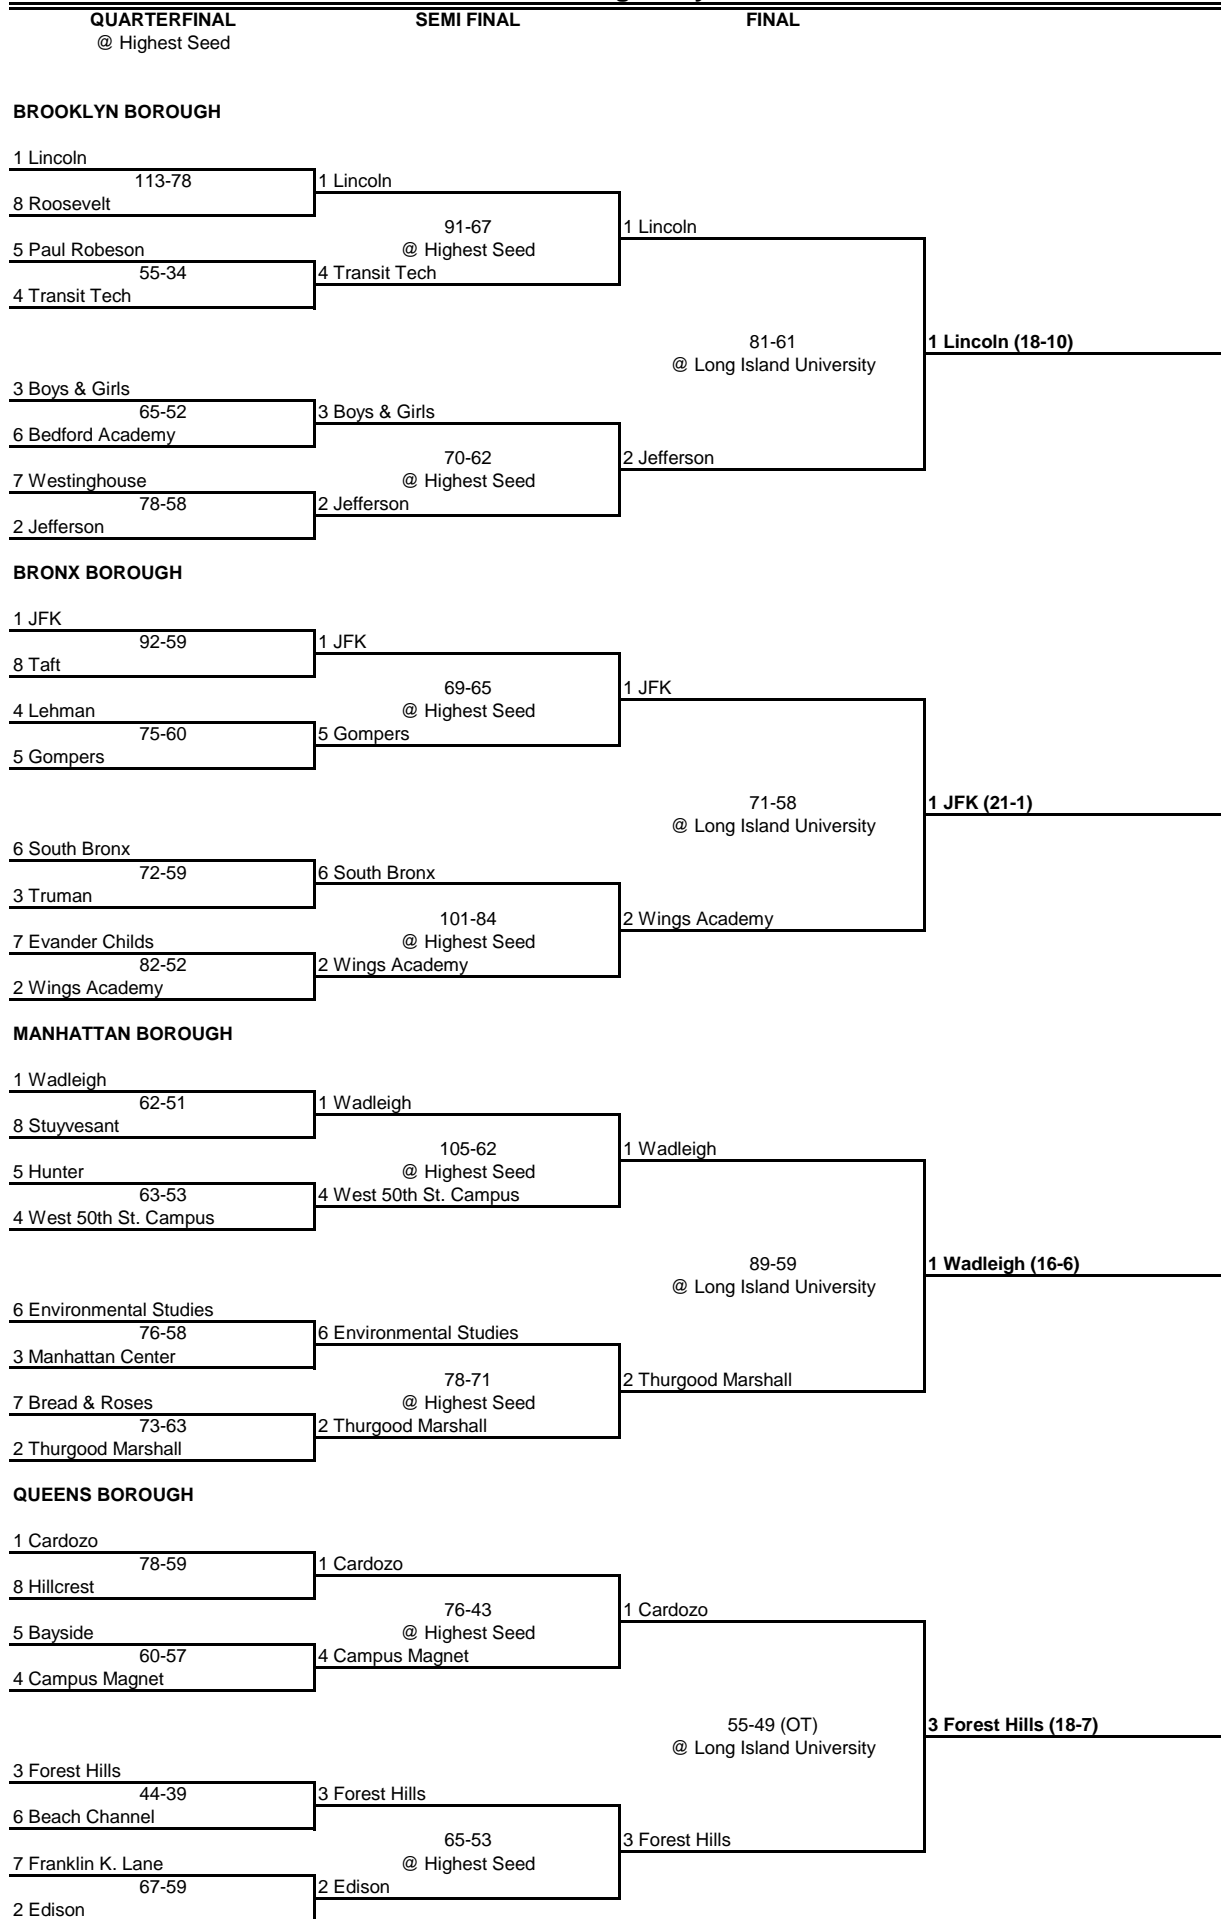 QUARTERFINAL SEMI FINAL FINAL
@ Highest Seed
BROOKLYN BOROUGH
1 Lincoln
113-78 1 Lincoln
8 Roosevelt
91-67 1 Lincoln
5 Paul Robeson @ Highest Seed
55-34 4 Transit Tech
4 Transit Tech
81-61 1 Lincoln (18-10)
@ Long Island University
3 Boys & Girls
65-52 3 Boys & Girls
6 Bedford Academy
70-62 2 Jefferson
7 Westinghouse @ Highest Seed
78-58 2 Jefferson
2 Jefferson
BRONX BOROUGH
1 JFK
92-59 1 JFK
8 Taft
69-65 1 JFK
4 Lehman @ Highest Seed
75-60 5 Gompers
5 Gompers
71-58 1 JFK (21-1)
@ Long Island University
6 South Bronx
72-59 6 South Bronx
3 Truman
101-84 2 Wings Academy
7 Evander Childs @ Highest Seed
82-52 2 Wings Academy
2 Wings Academy
MANHATTAN BOROUGH
1 Wadleigh
62-51 1 Wadleigh
8 Stuyvesant
105-62 1 Wadleigh
5 Hunter @ Highest Seed
63-53 4 West 50th St. Campus
4 West 50th St. Campus
89-59 1 Wadleigh (16-6)
@ Long Island University
6 Environmental Studies
76-58 6 Environmental Studies
3 Manhattan Center
78-71 2 Thurgood Marshall
7 Bread & Roses @ Highest Seed
73-63 2 Thurgood Marshall
2 Thurgood Marshall
QUEENS BOROUGH
1 Cardozo
78-59 1 Cardozo
8 Hillcrest
76-43 1 Cardozo
5 Bayside @ Highest Seed
60-57 4 Campus Magnet
4 Campus Magnet
55-49 (OT) 3 Forest Hills (18-7)
@ Long Island University
3 Forest Hills
44-39 3 Forest Hills
6 Beach Channel
65-53 3 Forest Hills
7 Franklin K. Lane @ Highest Seed
67-59 2 Edison
2 Edison